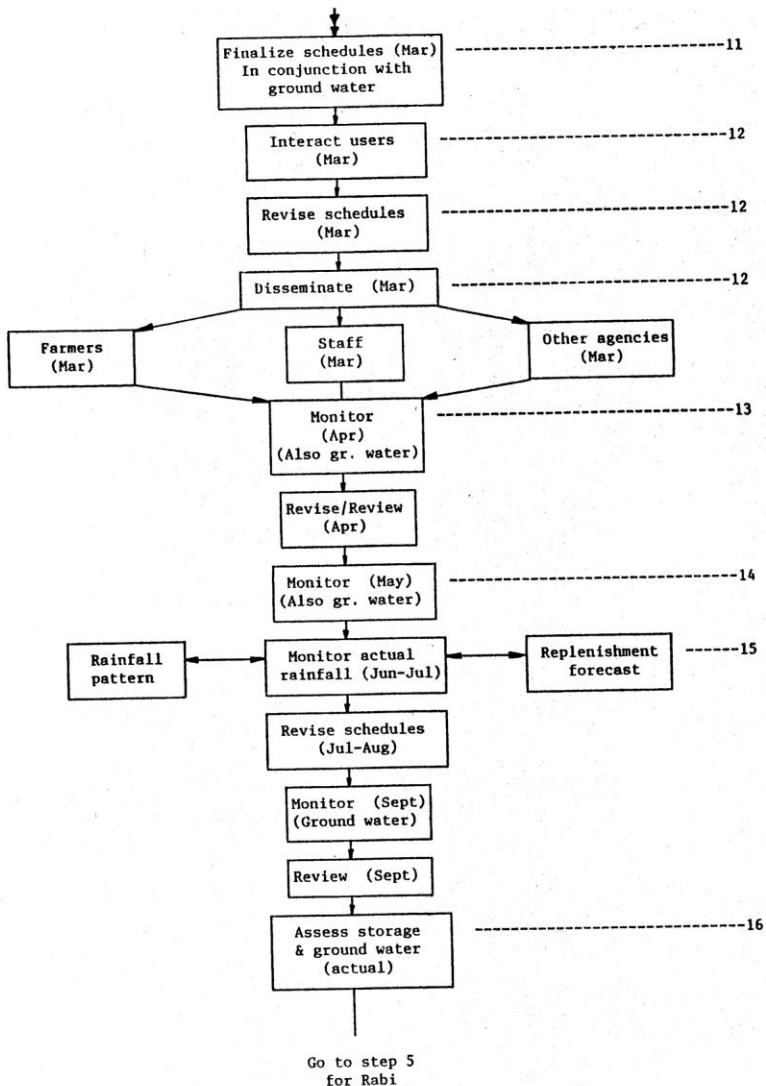 Finalize schedules (Mar)
In conjunction with
ground water
--------------------------11
Interact users
(Mar)
--------------------------12
Revise schedules
(Mar)
--------------------------12
Disseminate (Mar)
--------------------------12
Farmers
(Mar)
Staff
(Mar)
Other agencies
(Mar)
Monitor
(Apr)
(Also gr. water)
--------------------------13
Revise/Review
(Apr)
Monitor (May)
(Also gr. water)
--------------------------14
Rainfall
pattern
Monitor actual
rainfall (Jun-Jul)
Replenishment
forecast
------15
Revise schedules
(Jul-Aug)
Monitor (Sept)
(Ground water)
Review (Sept)
Assess storage
& ground water
(actual)
--------------------------16
Go to step 5
for Rabi